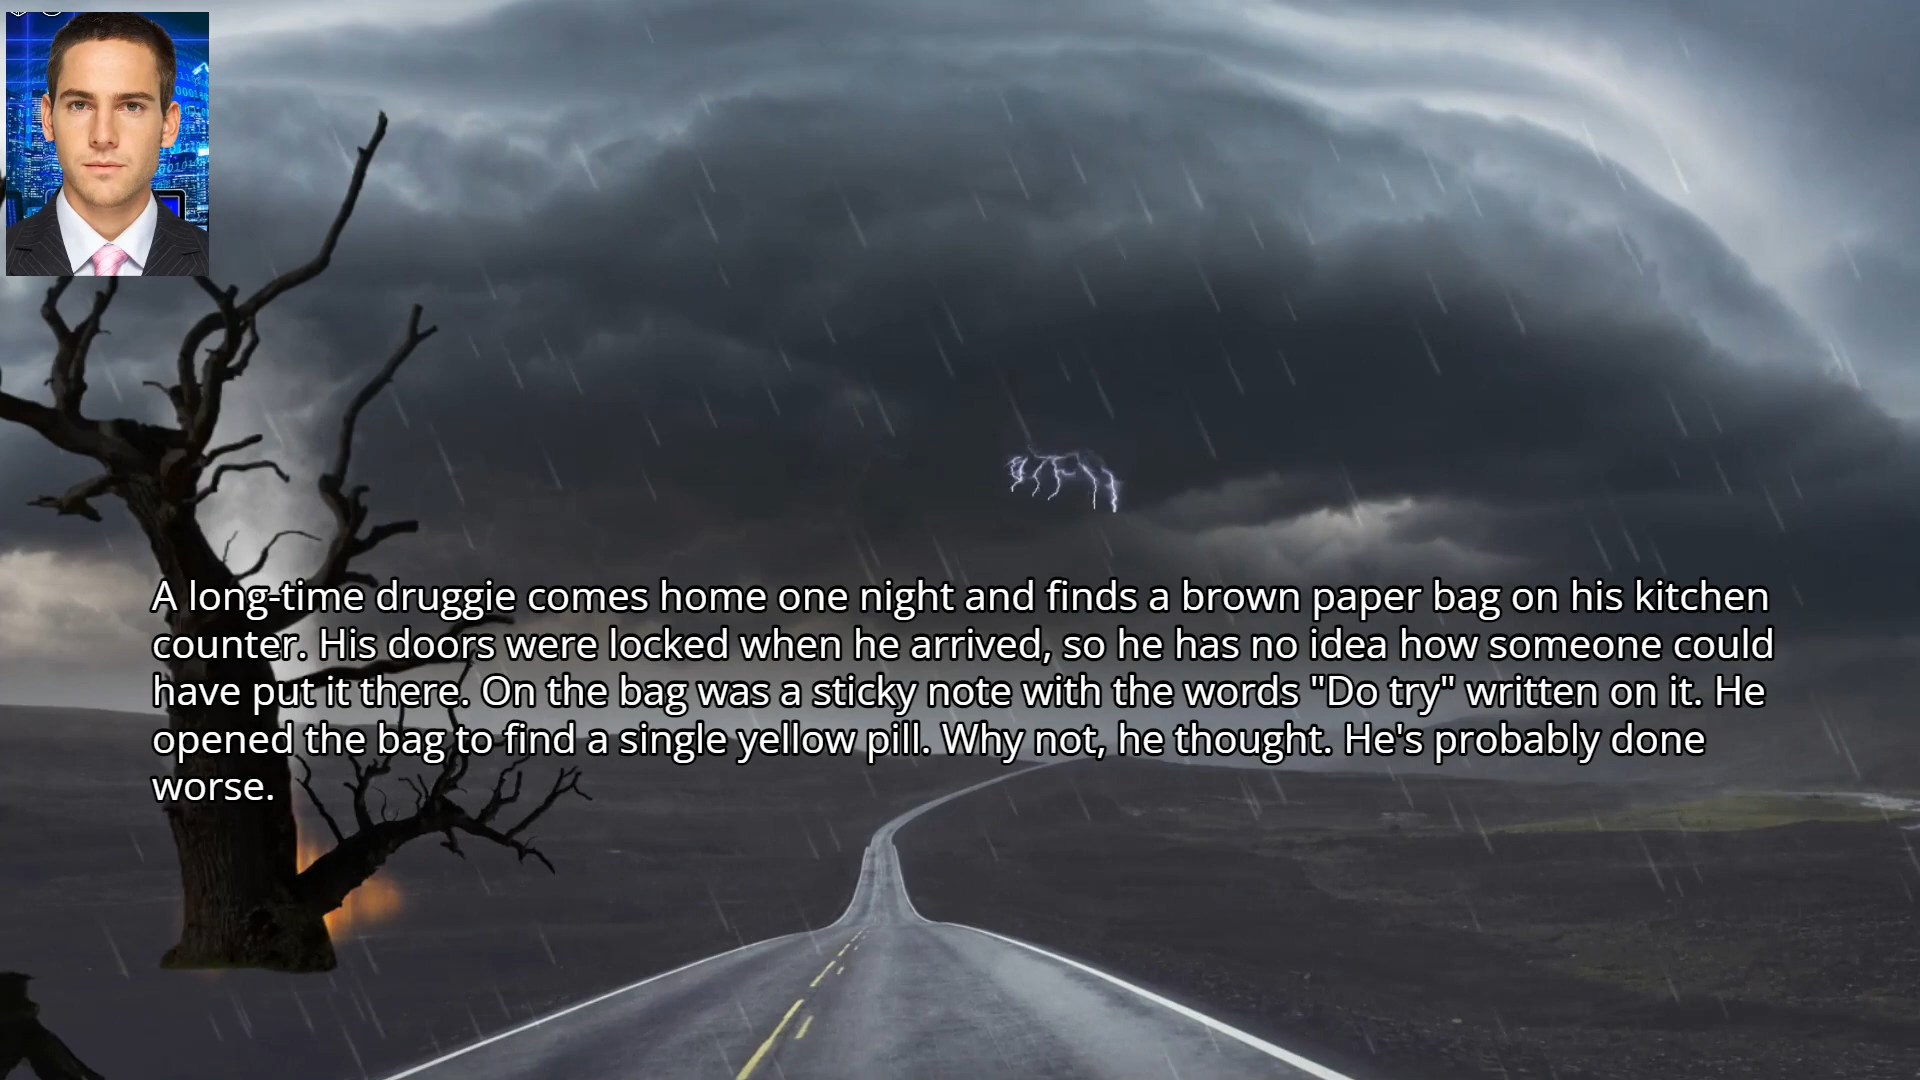 A long-time druggie comes home one night and finds a brown paper bag on his kitchen
counter. His doors were locked when he arrived, so he has no idea how someone could
have put it there. On the bag was a sticky note with the words "Do try" written on it. He
opened the bag to find a single yellow pill. Why not, he thought. He's probably done
worse.